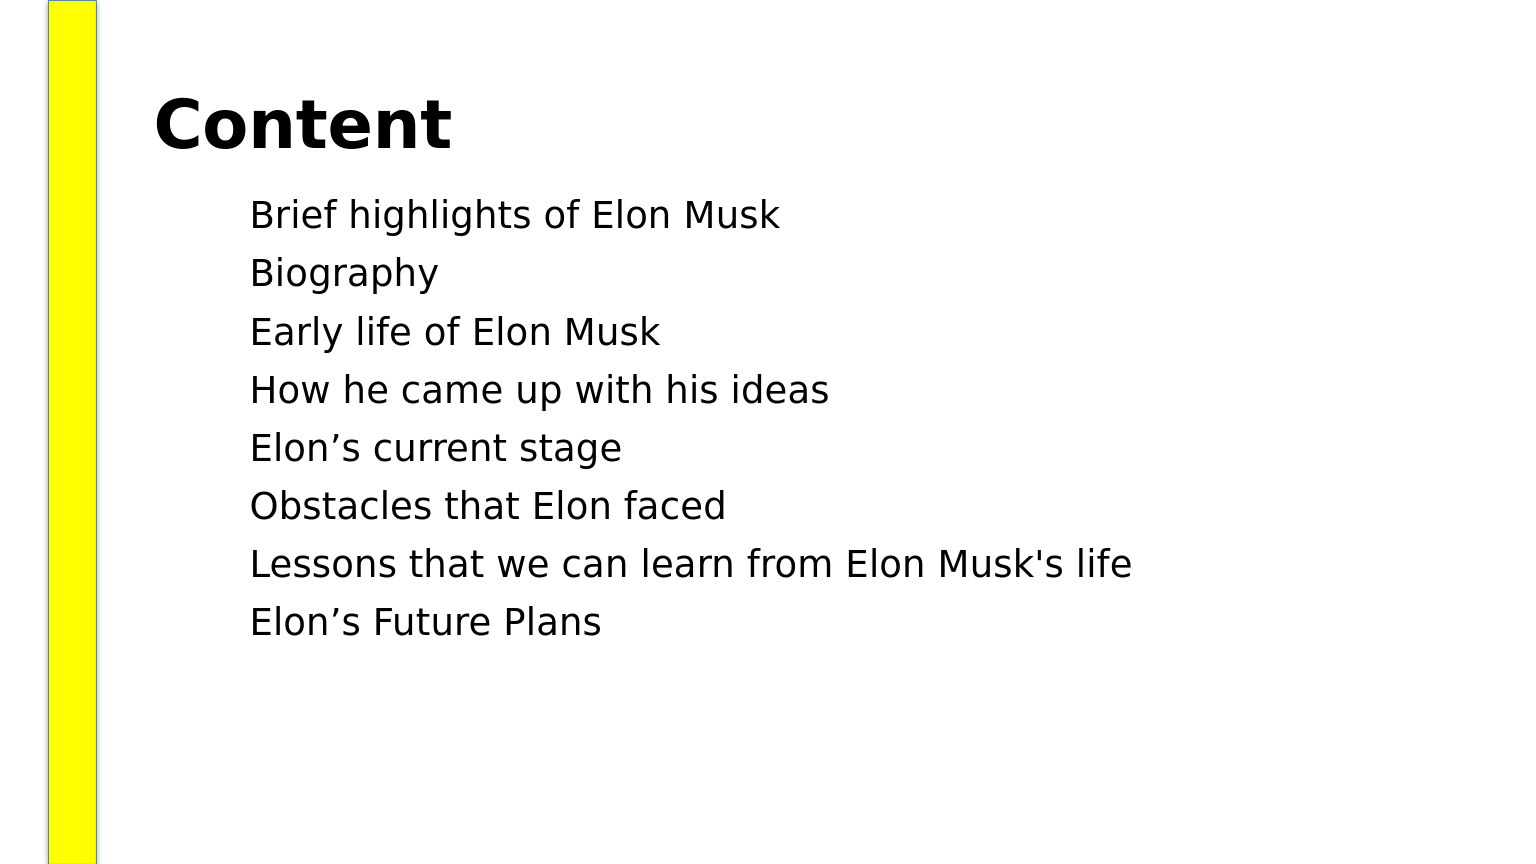 Content
Brief highlights of Elon Musk
Biography
Early life of Elon Musk
How he came up with his ideas
Elon’s current stage
Obstacles that Elon faced
Lessons that we can learn from Elon Musk's life
Elon’s Future Plans